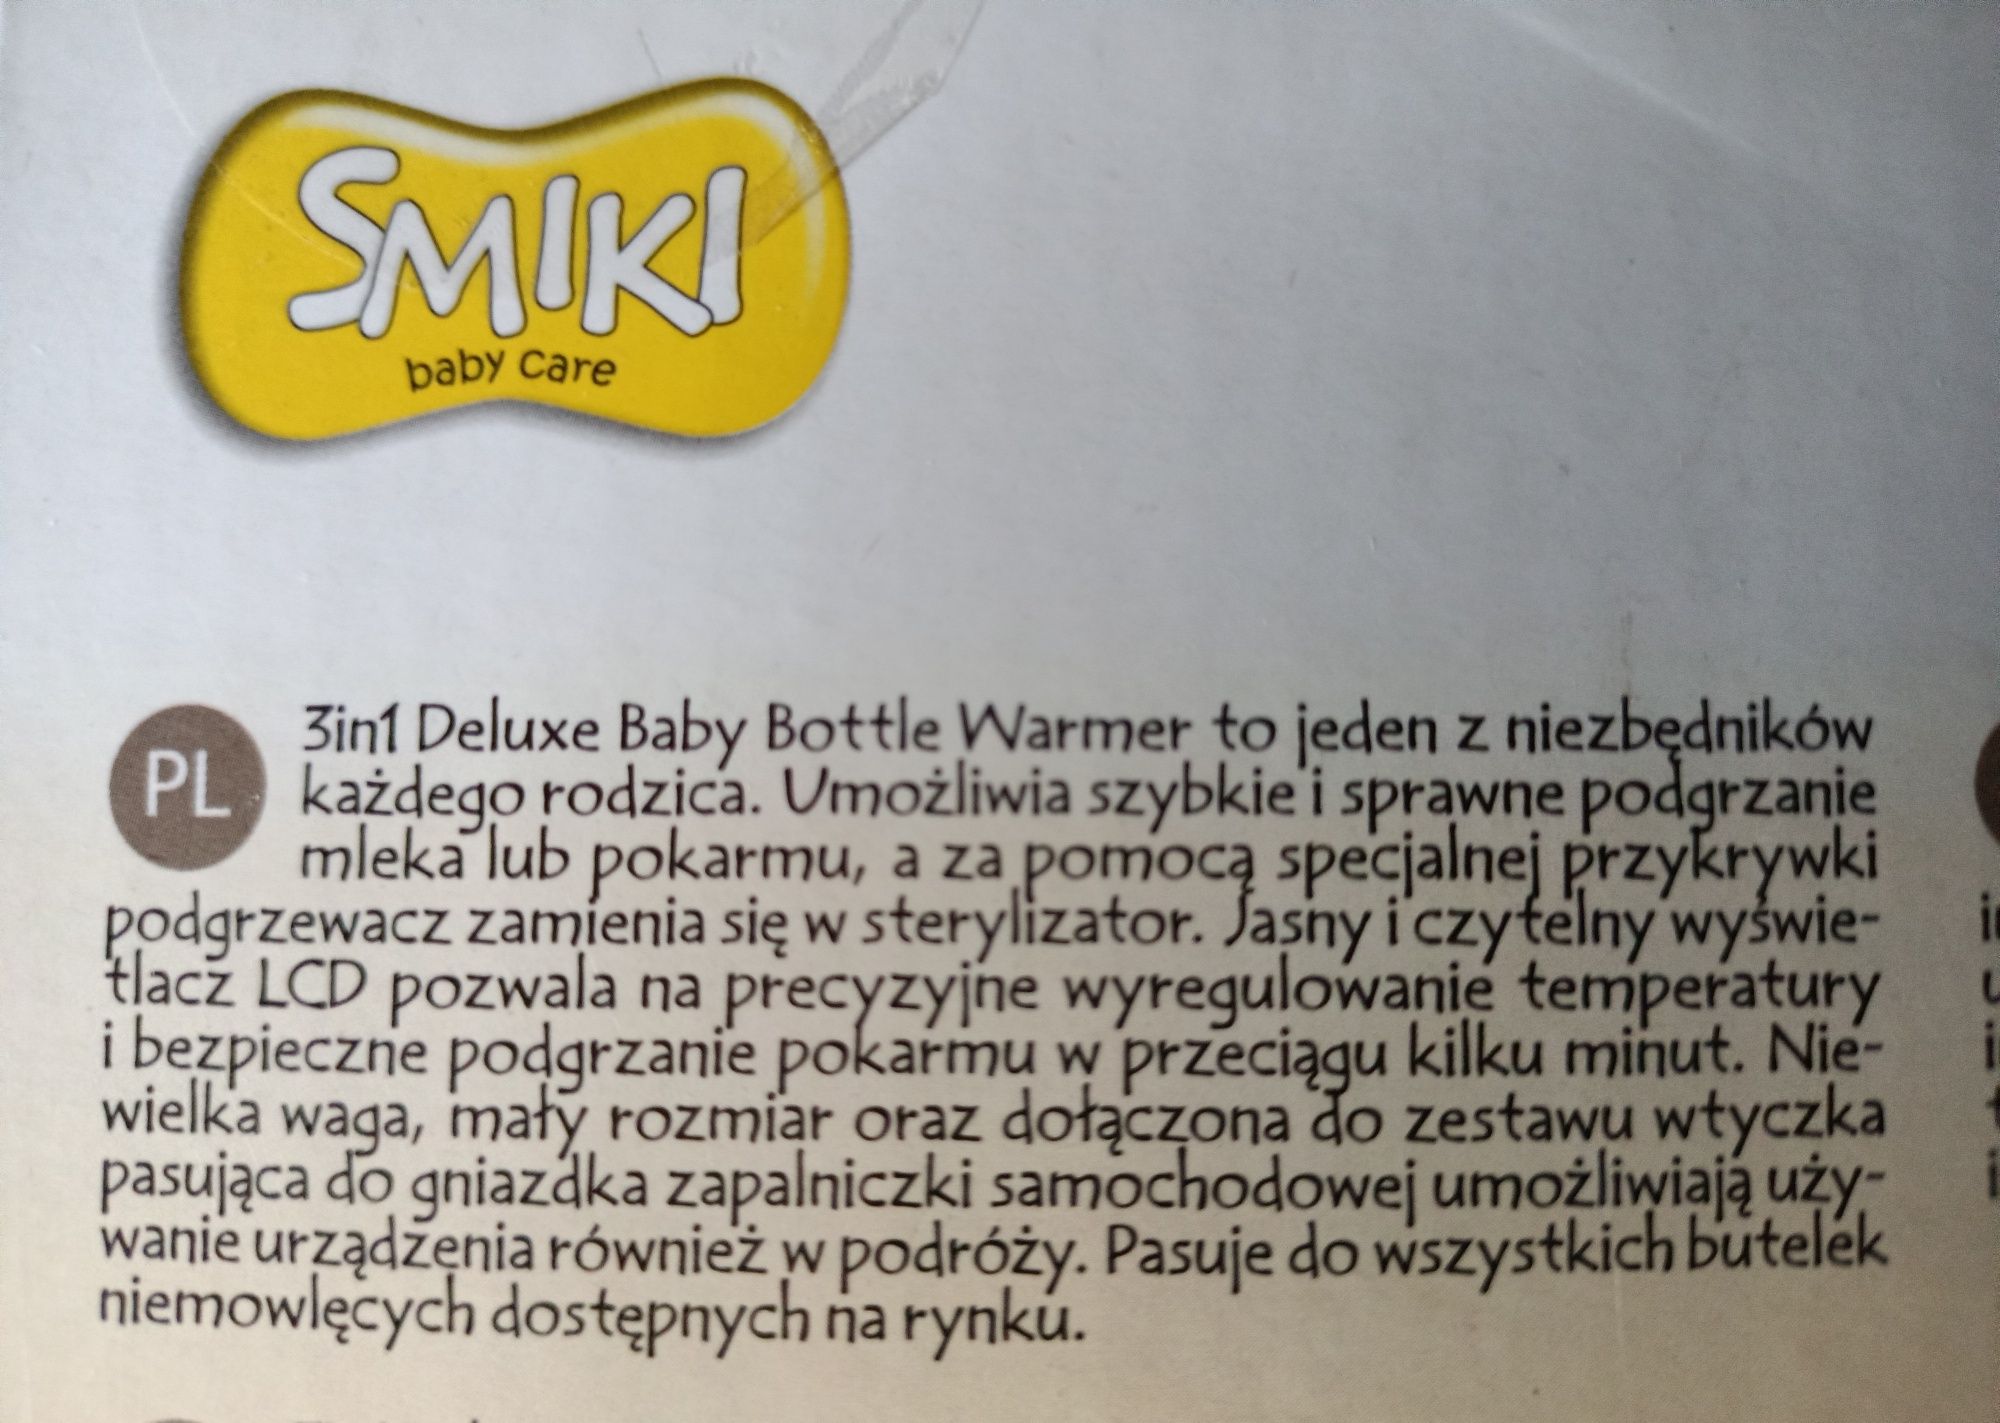 SMIKI
baby care
PL
3in1 Deluxe Baby Bottle Warmer to jeden z niezbędników
każdego rodzica. Umożliwia szybkie i sprawne podgrzanie
mleka lub pokarmu, a za pomocą specjalnej przykrywki
podgrzewacz zamienia się w sterylizator. Jasny i czytelny wyświe-
tlacz LCD pozwala na precyzyjne wyregulowanie temperatury
i bezpieczne podgrzanie pokarmu w przeciągu kilku minut. Nie-
wielka waga, mały rozmiar oraz dołączona do zestawu wtyczka
pasująca do gniazdka zapalniczki samochodowej umożliwiają uży-
wanie urządzenia również w podróży. Pasuje do wszystkich butelek
niemowlęcych dostępnych na rynku.